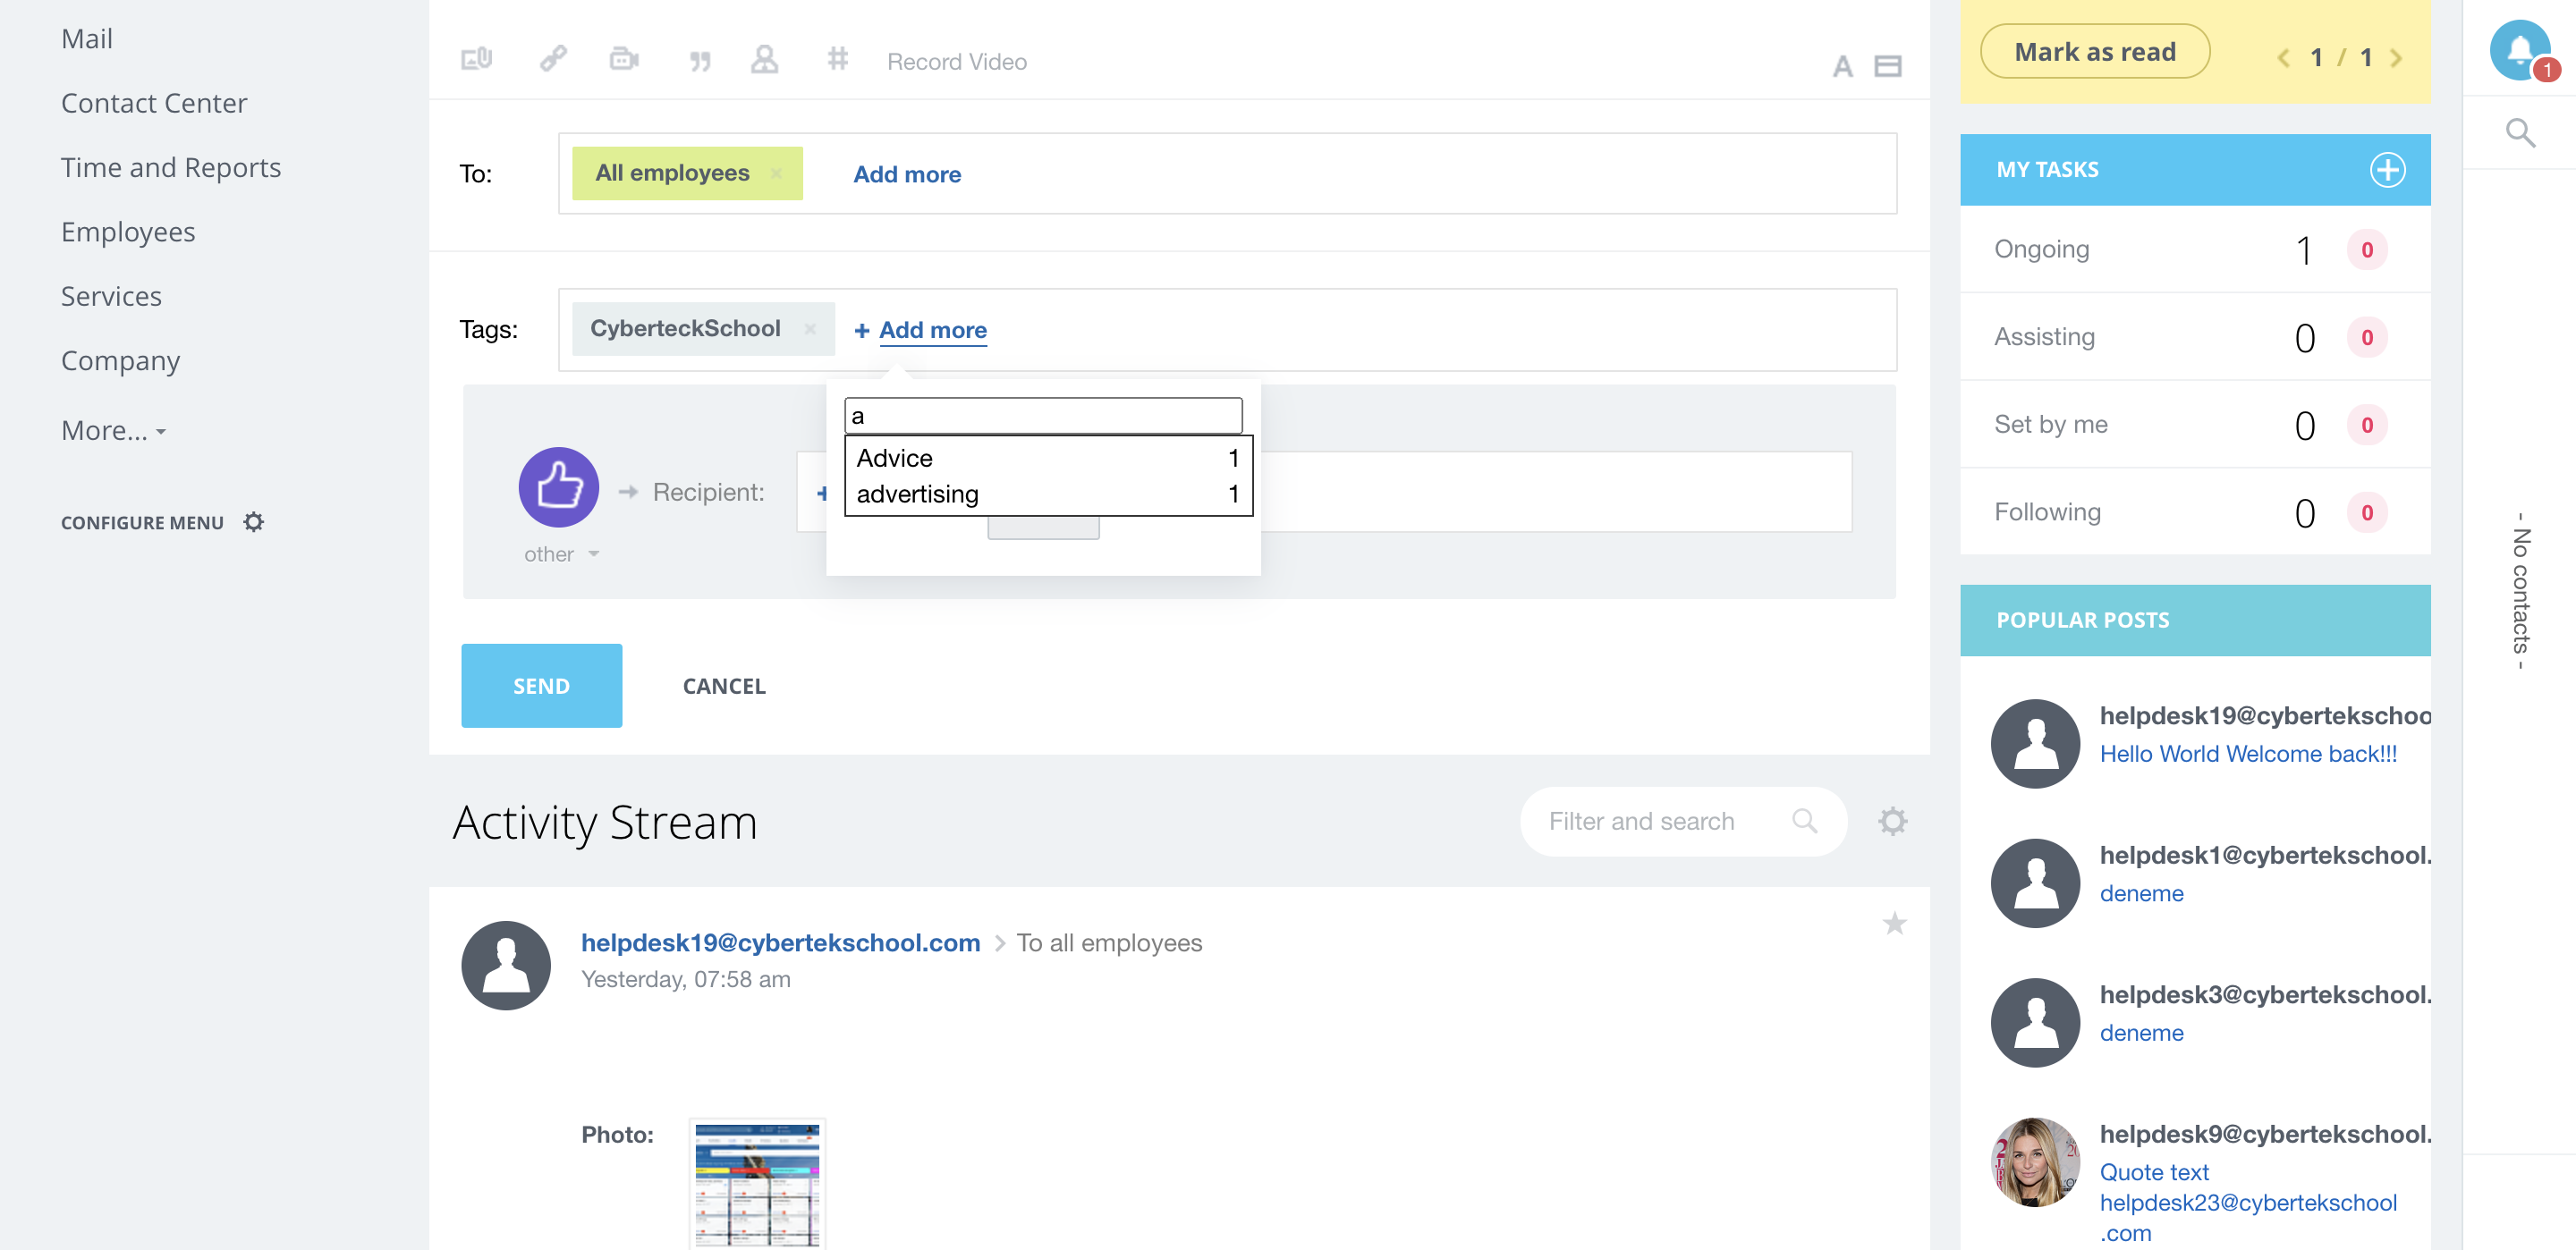 Mail
Contact Center
Time and Reports
Employees
Services
Company
More...
CONFIGURE MENU
Record Video
A
To:
All employees ×
Add more
Tags:
CyberteckSchool ×
+ Add more
a
Advice 1
advertising 1
Recipient:
+
other
SEND
CANCEL
Activity Stream
Filter and search
helpdesk19@cybertekschool.com > To all employees
Yesterday, 07:58 am
Photo:
Mark as read
1 / 1
1
MY TASKS
Ongoing 1 0
Assisting 0 0
Set by me 0 0
Following 0 0
POPULAR POSTS
helpdesk19@cybertekschoo
Hello World Welcome back!!!
helpdesk1@cybertekschool.
deneme
helpdesk3@cybertekschool.
deneme
helpdesk9@cybertekschool.
Quote text
helpdesk23@cybertekschool
.com
- No contacts -